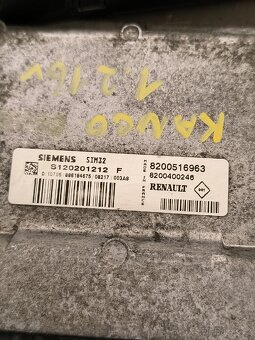 KANGO
1,2 16V
SIEMENS SIM32
S120201212 F
8200516963
8200400246
RENAULT